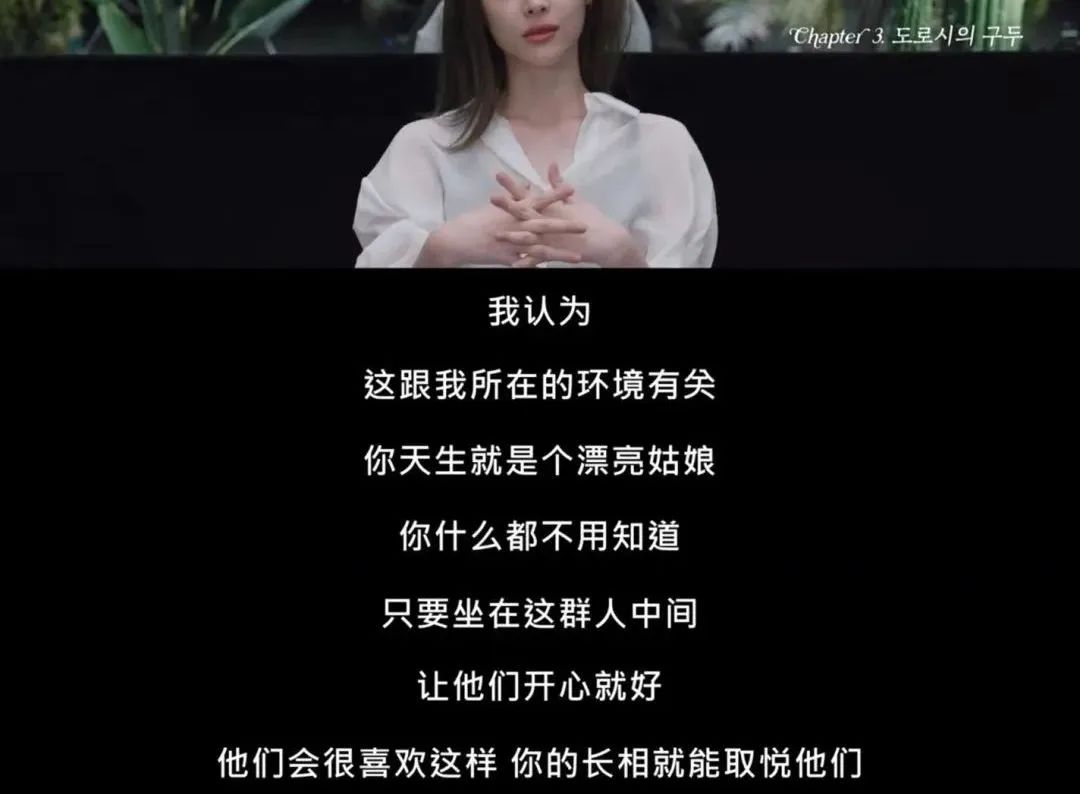 Chapter 3. 도로시의 구두
我认为
这跟我所在的环境有关
你天生就是个漂亮姑娘
你什么都不用知道
只要坐在这群人中间
让他们开心就好
他们会很喜欢这样 你的长相就能取悦他们